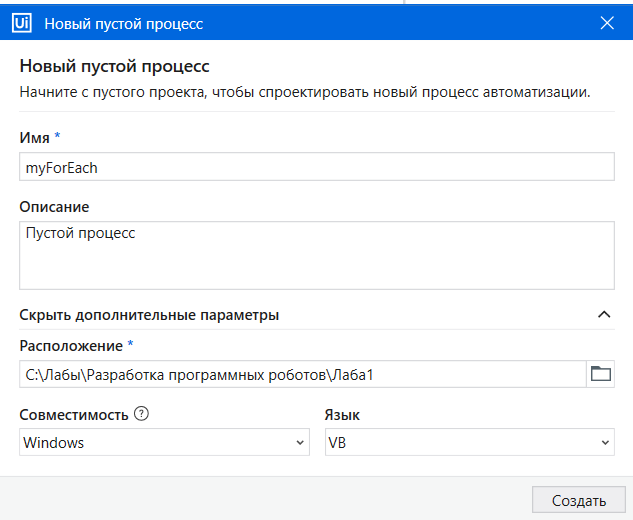 Ui Новый пустой процесс
Новый пустой процесс
Начните с пустого проекта, чтобы спроектировать новый процесс автоматизации.
Имя *
myForEach
Описание
Пустой процесс
Скрыть дополнительные параметры
Расположение *
C:\Лабы\Разработка программных роботов\Лаба1
Совместимость ? Язык
Windows VB
Создать